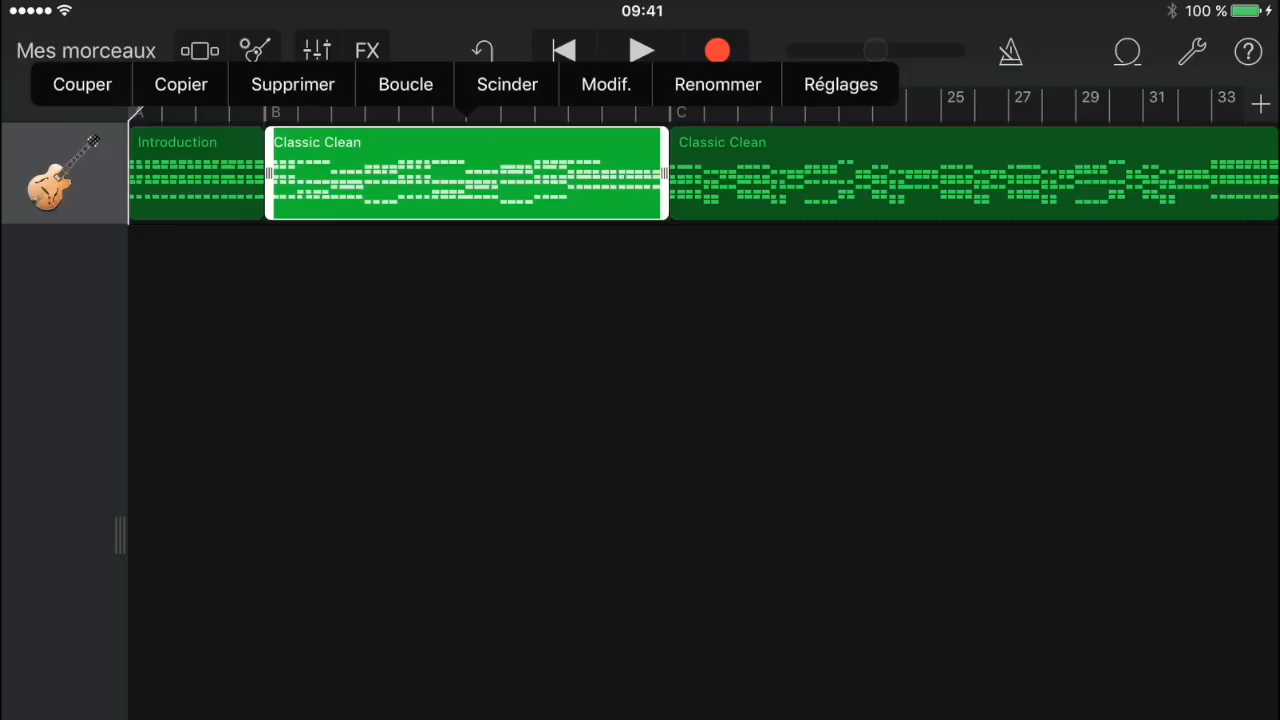 09:41
100 %
Mes morceaux
FX
Couper Copier Supprimer Boucle Scinder Modif. Renommer Réglages
A B C 25 27 29 31 33
Introduction
Classic Clean
Classic Clean